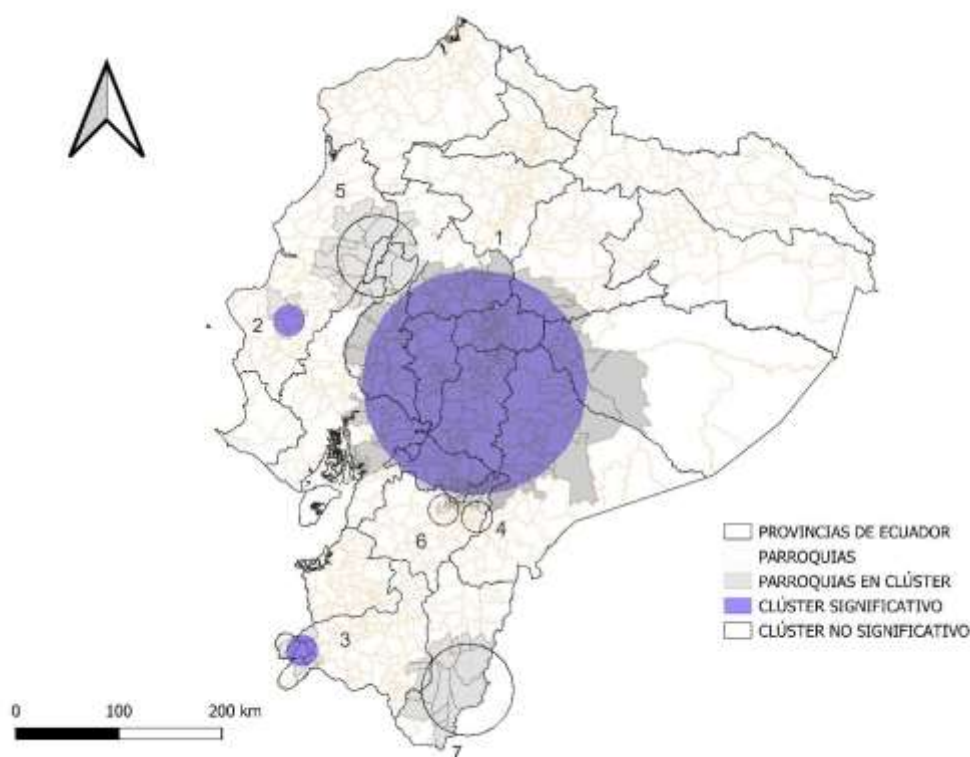 5
1
2
6
4
3
7
PROVINCIAS DE ECUADOR
PARROQUIAS
PARROQUIAS EN CLÚSTER
CLÚSTER SIGNIFICATIVO
CLÚSTER NO SIGNIFICATIVO
0 100 200 km